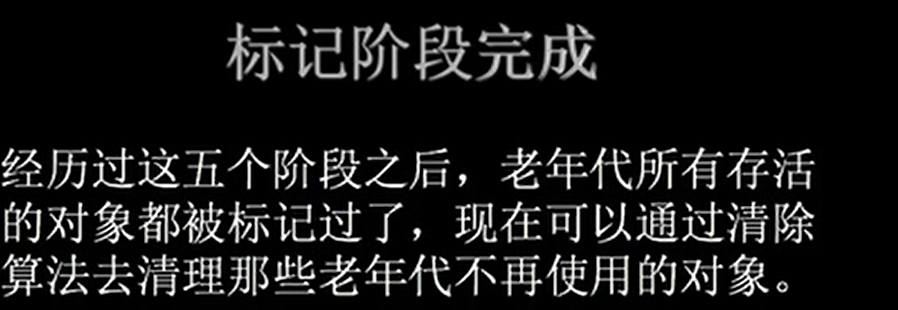 标记阶段完成
经历过这五个阶段之后，老年代所有存活
的对象都被标记过了，现在可以通过清除
算法去清理那些老年代不再使用的对象。